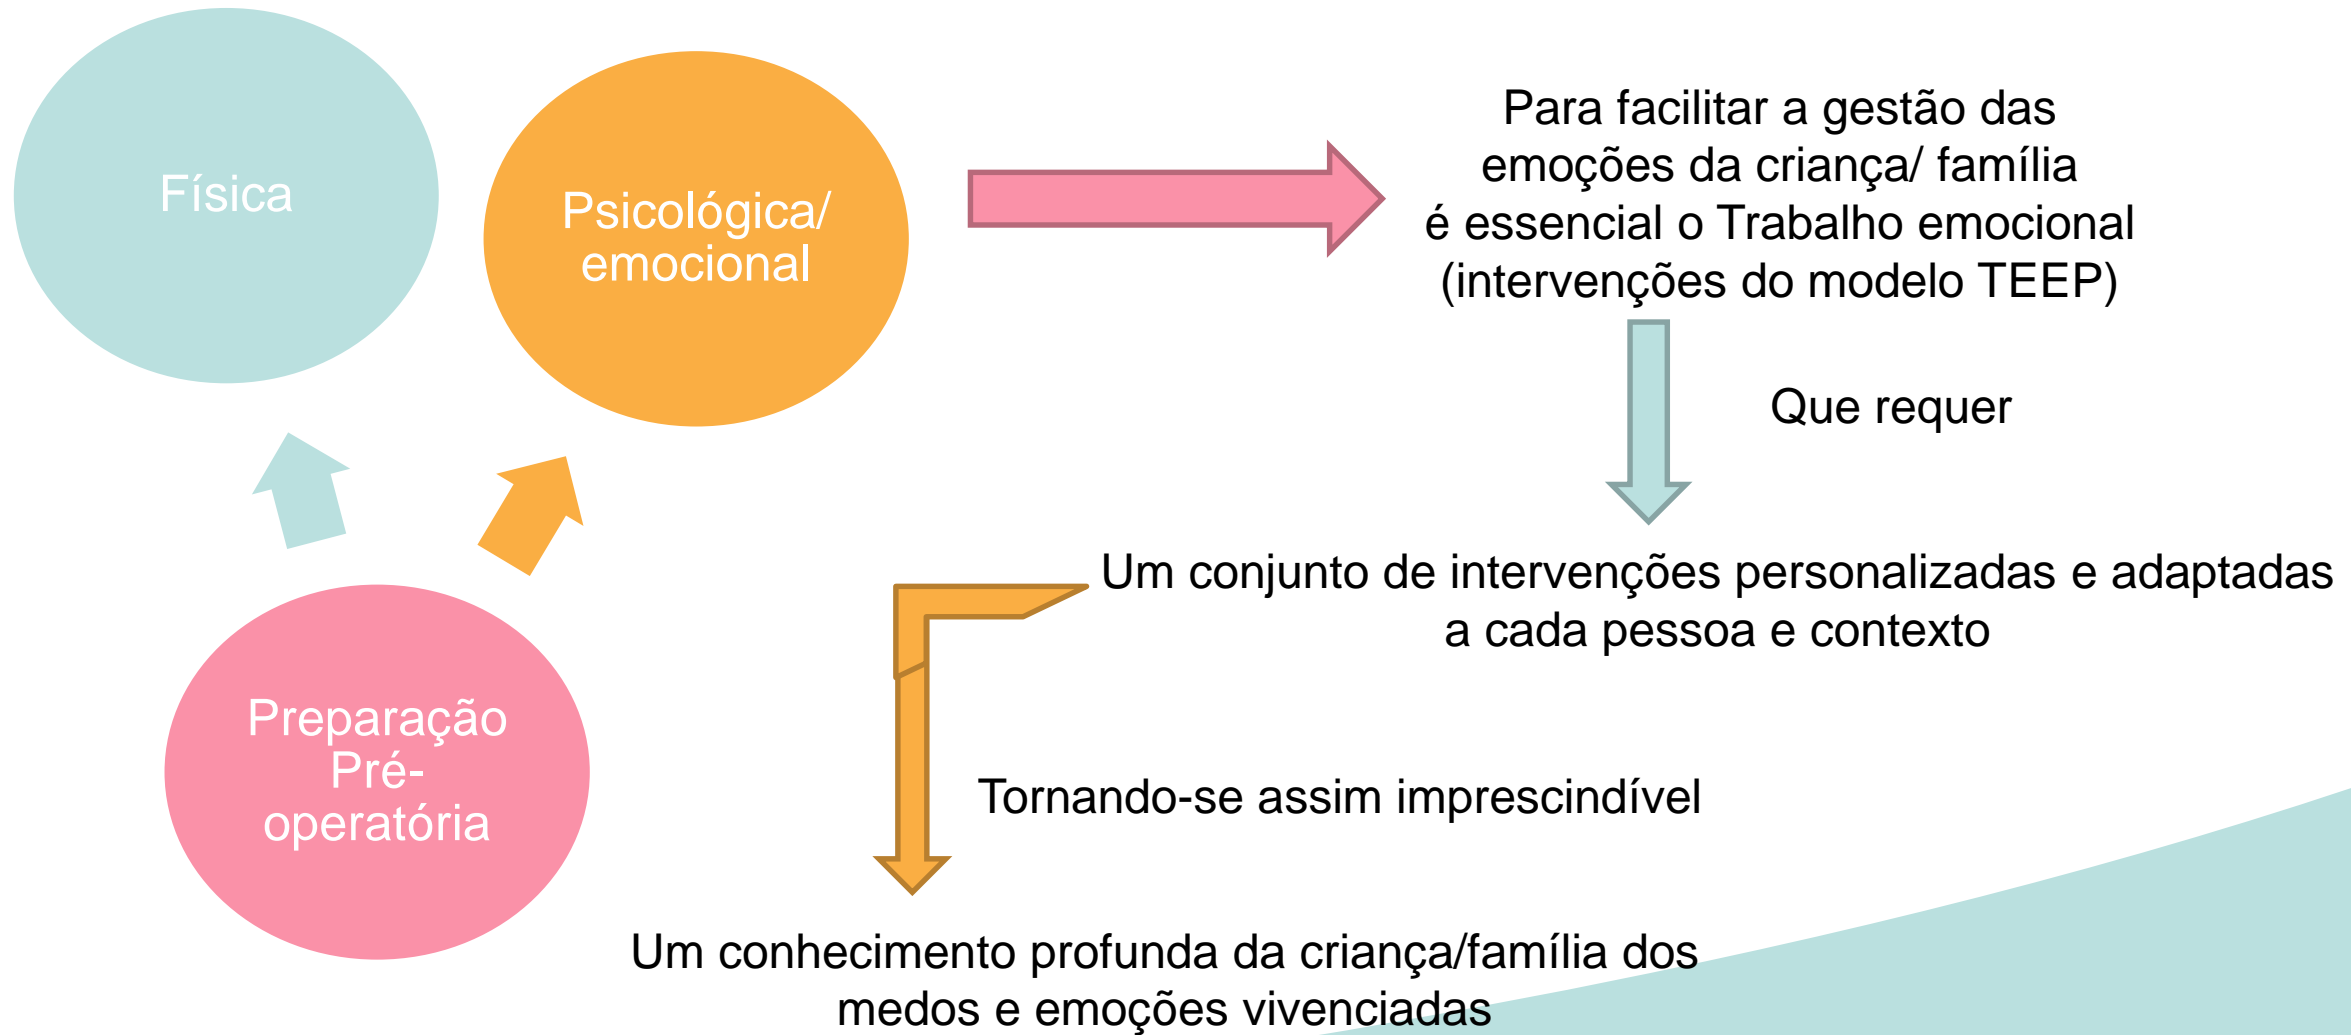 Física
Psicológica/
emocional
Para facilitar a gestão das
emoções da criança/ família
é essencial o Trabalho emocional
(intervenções do modelo TEEP)
Que requer
Um conjunto de intervenções personalizadas e adaptadas
a cada pessoa e contexto
Preparação
Pré-
operatória
Tornando-se assim imprescindível
Um conhecimento profunda da criança/família dos
medos e emoções vivenciadas